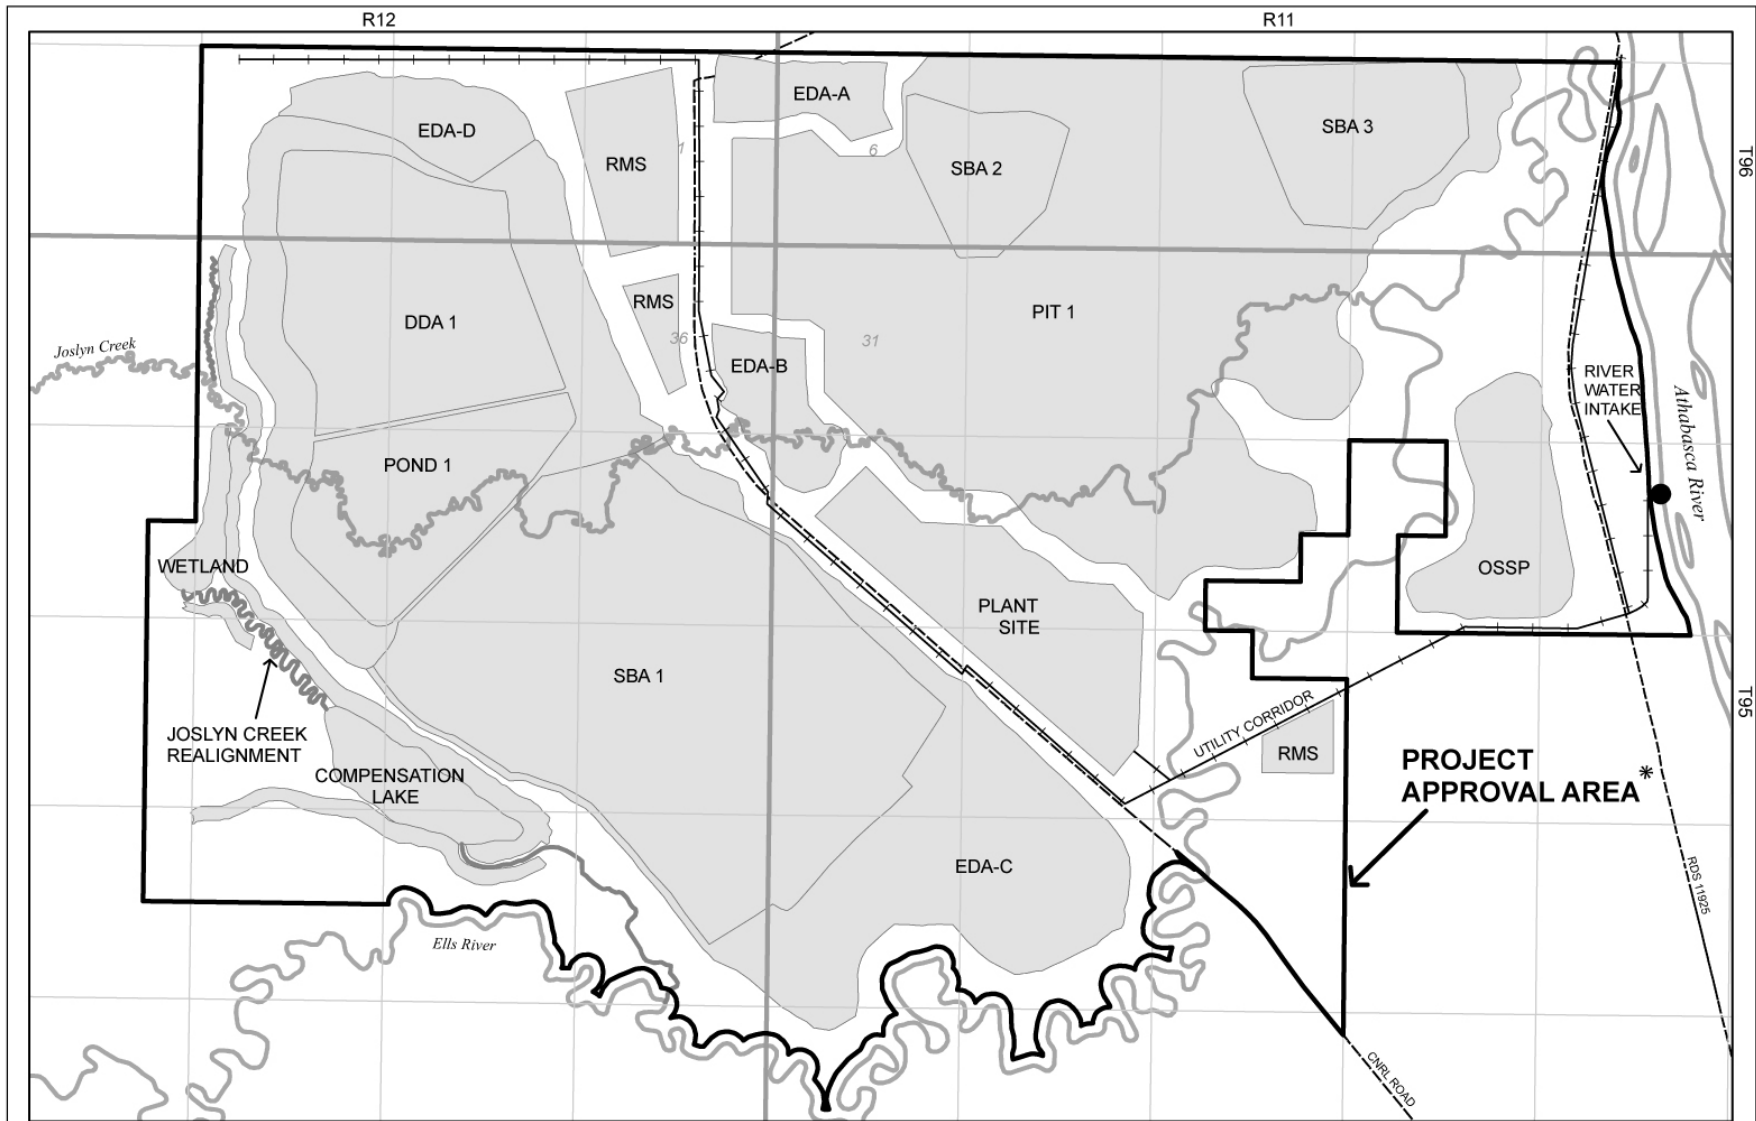 R12
R11
EDA-A
EDA-D
SBA 3
T96
1
6
RMS
SBA 2
RMS
PIT 1
DDA 1
36
31
Joslyn Creek
EDA-B
RIVER
WATER
INTAKE
Athabasca River
POND 1
WETLAND
OSSP
PLANT
SITE
SBA 1
T95
UTILITY CORRIDOR
JOSLYN CREEK
REALIGNMENT
RMS
PROJECT
APPROVAL AREA*
COMPENSATION
LAKE
EDA-C
RDS 11925
Ells River
CNRL ROAD